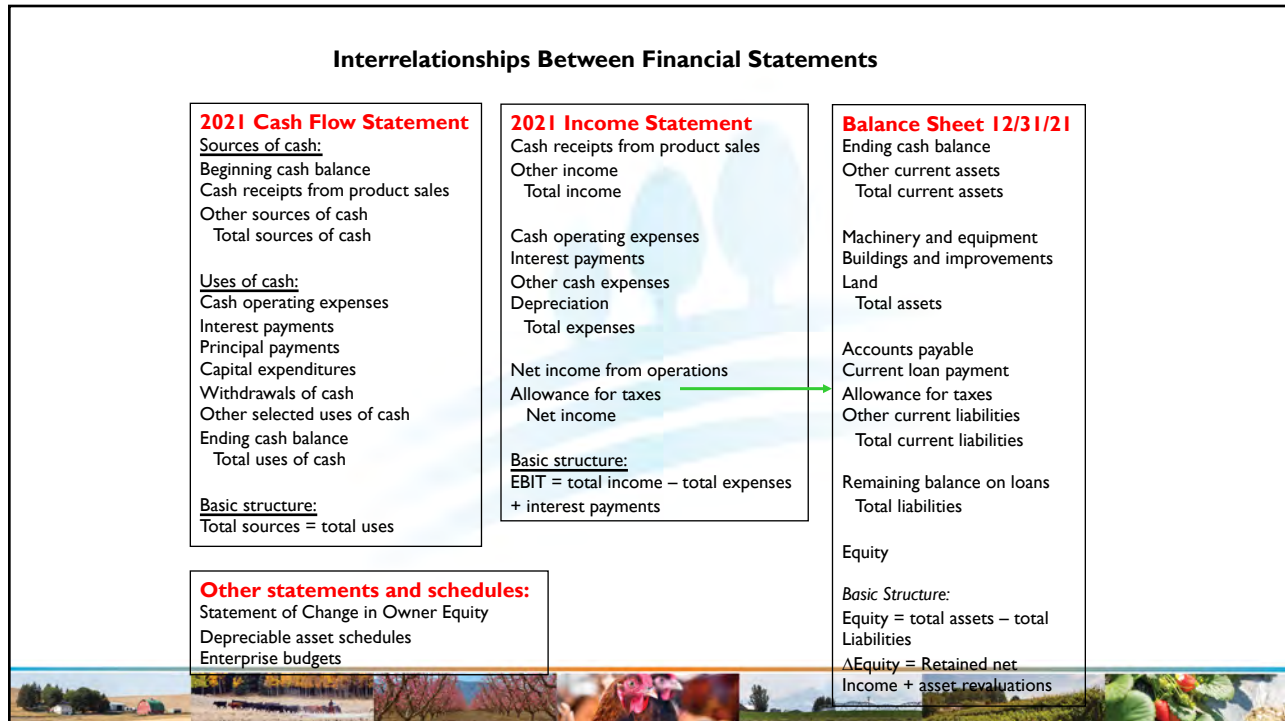 Interrelationships Between Financial Statements
2021 Cash Flow Statement
Sources of cash:
Beginning cash balance
Cash receipts from product sales
Other sources of cash
Total sources of cash
Uses of cash:
Cash operating expenses
Interest payments
Principal payments
Capital expenditures
Withdrawals of cash
Other selected uses of cash
Ending cash balance
Total uses of cash
Basic structure:
Total sources = total uses
2021 Income Statement
Cash receipts from product sales
Other income
Total income
Cash operating expenses
Interest payments
Other cash expenses
Depreciation
Total expenses
Net income from operations
Allowance for taxes
Net income
Basic structure:
EBIT = total income – total expenses
+ interest payments
Balance Sheet 12/31/21
Ending cash balance
Other current assets
Total current assets
Machinery and equipment
Buildings and improvements
Land
Total assets
Accounts payable
Current loan payment
Allowance for taxes
Other current liabilities
Total current liabilities
Remaining balance on loans
Total liabilities
Equity
Basic Structure:
Equity = total assets – total
Liabilities
∆Equity = Retained net
Income + asset revaluations
Other statements and schedules:
Statement of Change in Owner Equity
Depreciable asset schedules
Enterprise budgets